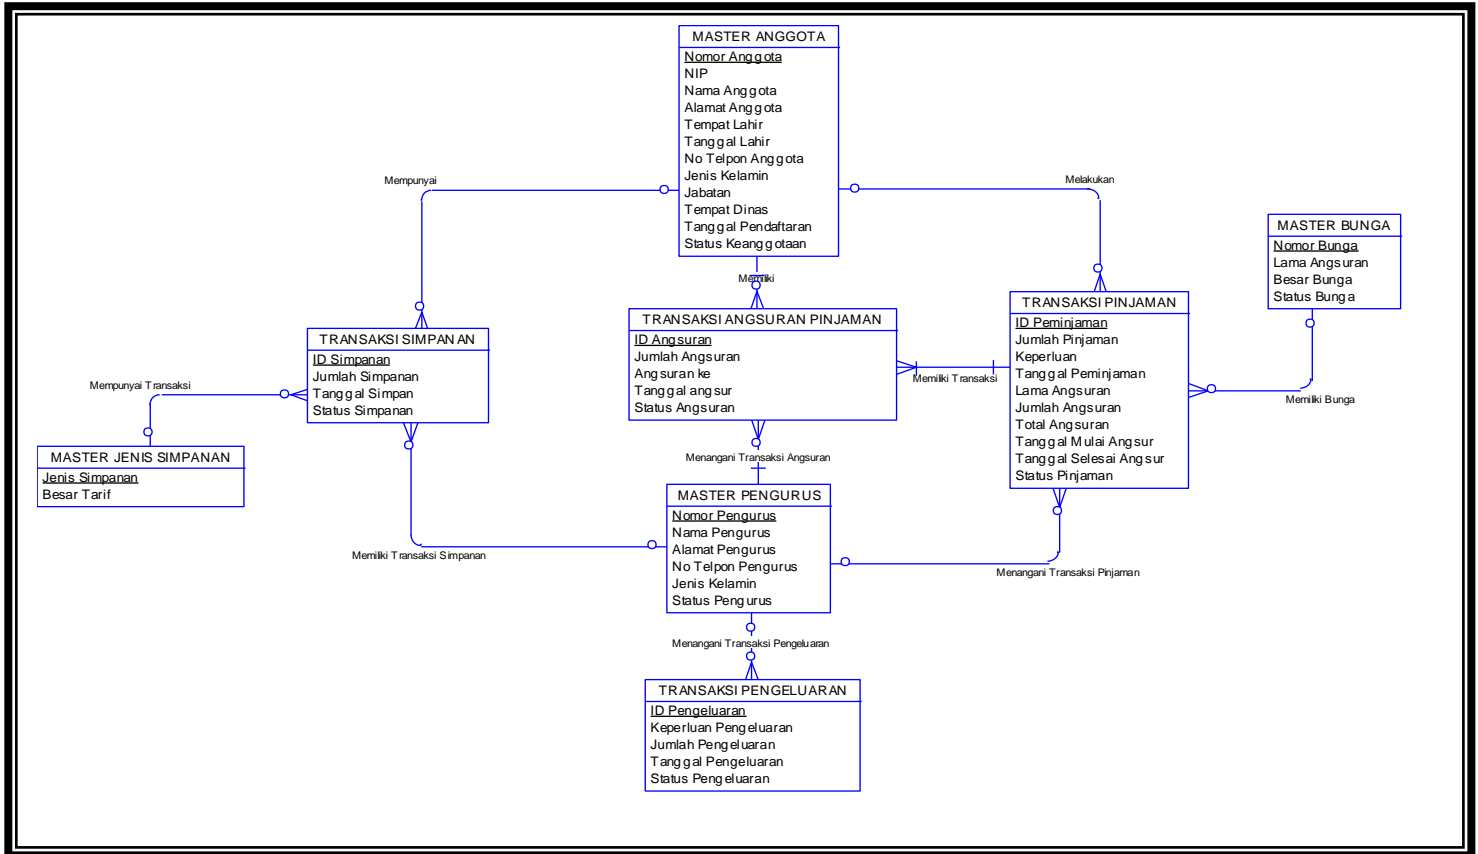 MASTER ANGGOTA
Nomor Anggota
NIP
Nama Anggota
Alamat Anggota
Tempat Lahir
Tanggal Lahir
No Telpon Anggota
Jenis Kelamin
Jabatan
Tempat Dinas
Tanggal Pendaftaran
Status Keanggotaan
Mempunyai
Melakukan
Memiliki
MASTER BUNGA
Nomor Bunga
Lama Angsuran
Besar Bunga
Status Bunga
TRANSAKSI SIMPANAN
ID Simpanan
Jumlah Simpanan
Tanggal Simpan
Status Simpanan
TRANSAKSI ANGSURAN PINJAMAN
ID Angsuran
Jumlah Angsuran
Angsuran ke
Tanggal angsur
Status Angsuran
TRANSAKSI PINJAMAN
ID Peminjaman
Jumlah Pinjaman
Keperluan
Tanggal Peminjaman
Lama Angsuran
Jumlah Angsuran
Total Angsuran
Tanggal Mulai Angsur
Tanggal Selesai Angsur
Status Pinjaman
Mempunyai Transaksi
Memiliki Transaksi
Memiliki Bunga
MASTER JENIS SIMPANAN
Jenis Simpanan
Besar Tarif
Menangani Transaksi Angsuran
MASTER PENGURUS
Nomor Pengurus
Nama Pengurus
Alamat Pengurus
No Telpon Pengurus
Jenis Kelamin
Status Pengurus
Memiliki Transaksi Simpanan
Menangani Transaksi Pinjaman
Menangani Transaksi Pengeluaran
TRANSAKSI PENGELUARAN
ID Pengeluaran
Keperluan Pengeluaran
Jumlah Pengeluaran
Tanggal Pengeluaran
Status Pengeluaran